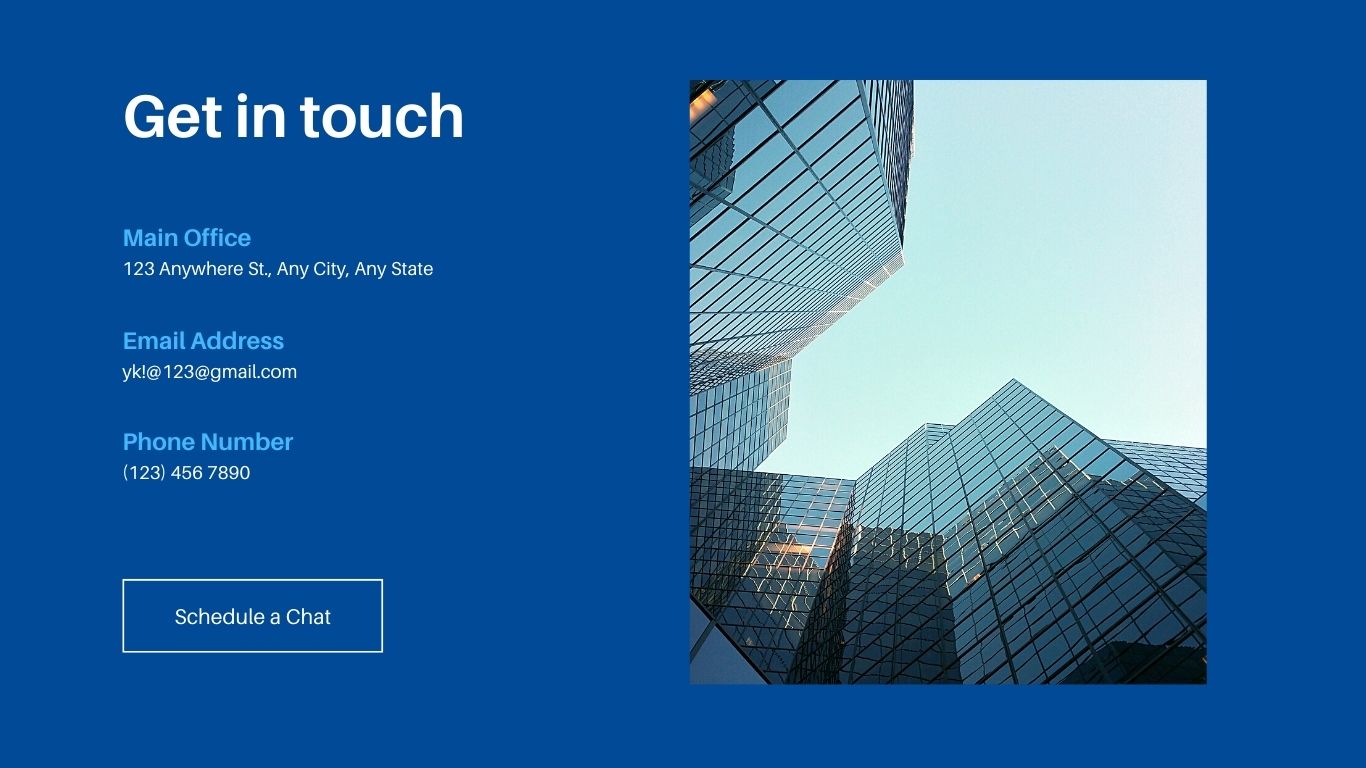 Get in touch
Main Office
123 Anywhere St., Any City, Any State
Email Address
yk!@123@gmail.com
Phone Number
(123) 456 7890
Schedule a Chat